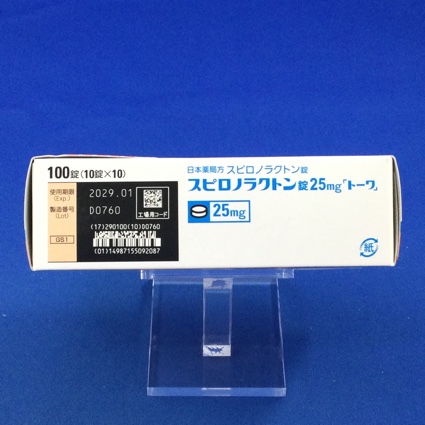 100錠(10錠×10)
使用期限
(Exp.)
2029.01
製造番号
(Lot)
D0760
工場用コード
GS1
(17)290100(10)D0760
(01)14987155092087
日本薬局方 スピロノラクトン錠
スピロノラクトン錠25mg「トーワ」
25mg
紙